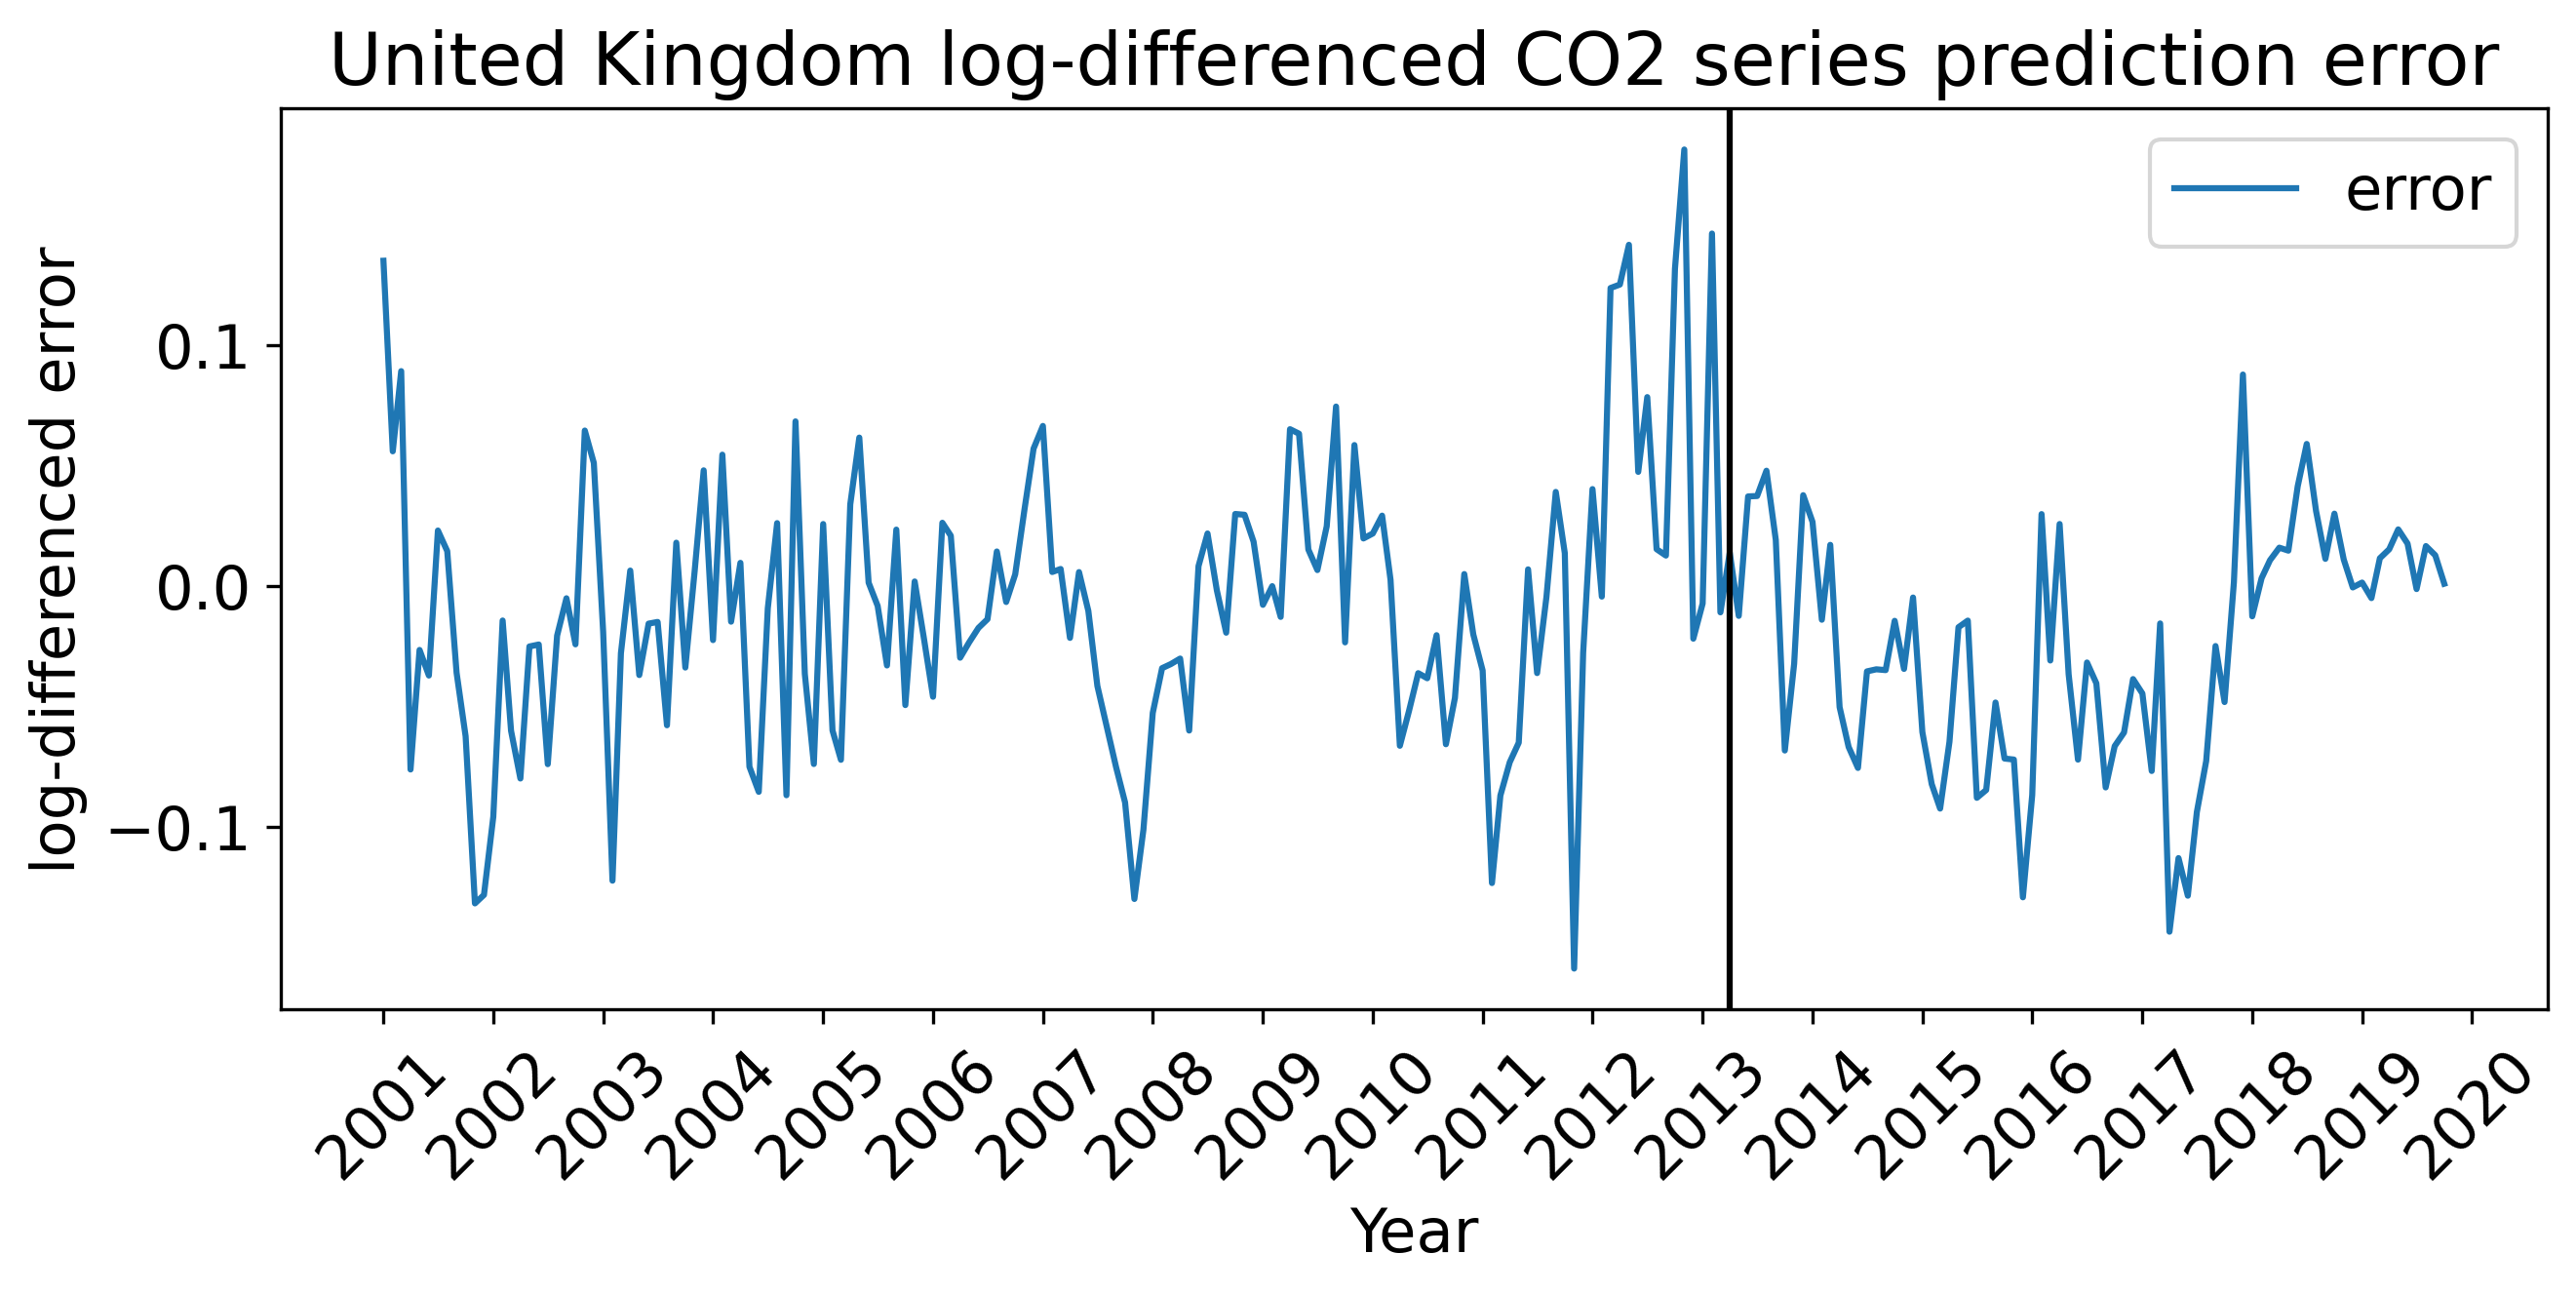 United Kingdom log-differenced CO2 series prediction error
error
log-differenced error
0.1
0.0
−0.1
2001 2002 2003 2004 2005 2006 2007 2008 2009 2010 2011 2012 2013 2014 2015 2016 2017 2018 2019 2020
Year